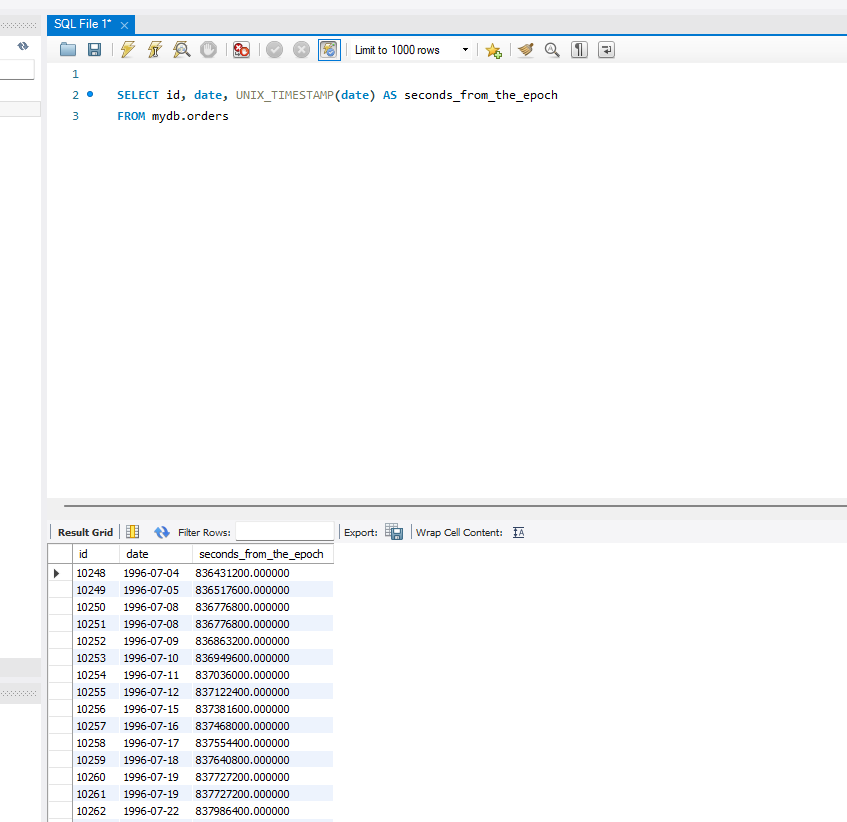 SQL File 1*
Limit to 1000 rows
1
2 SELECT id, date, UNIX_TIMESTAMP(date) AS seconds_from_the_epoch
3 FROM mydb.orders
Result Grid Filter Rows: Export: Wrap Cell Content:
id date seconds_from_the_epoch
10248 1996-07-04 836431200.000000
10249 1996-07-05 836517600.000000
10250 1996-07-08 836776800.000000
10251 1996-07-08 836776800.000000
10252 1996-07-09 836863200.000000
10253 1996-07-10 836949600.000000
10254 1996-07-11 837036000.000000
10255 1996-07-12 837122400.000000
10256 1996-07-15 837381600.000000
10257 1996-07-16 837468000.000000
10258 1996-07-17 837554400.000000
10259 1996-07-18 837640800.000000
10260 1996-07-19 837727200.000000
10261 1996-07-19 837727200.000000
10262 1996-07-22 837986400.000000